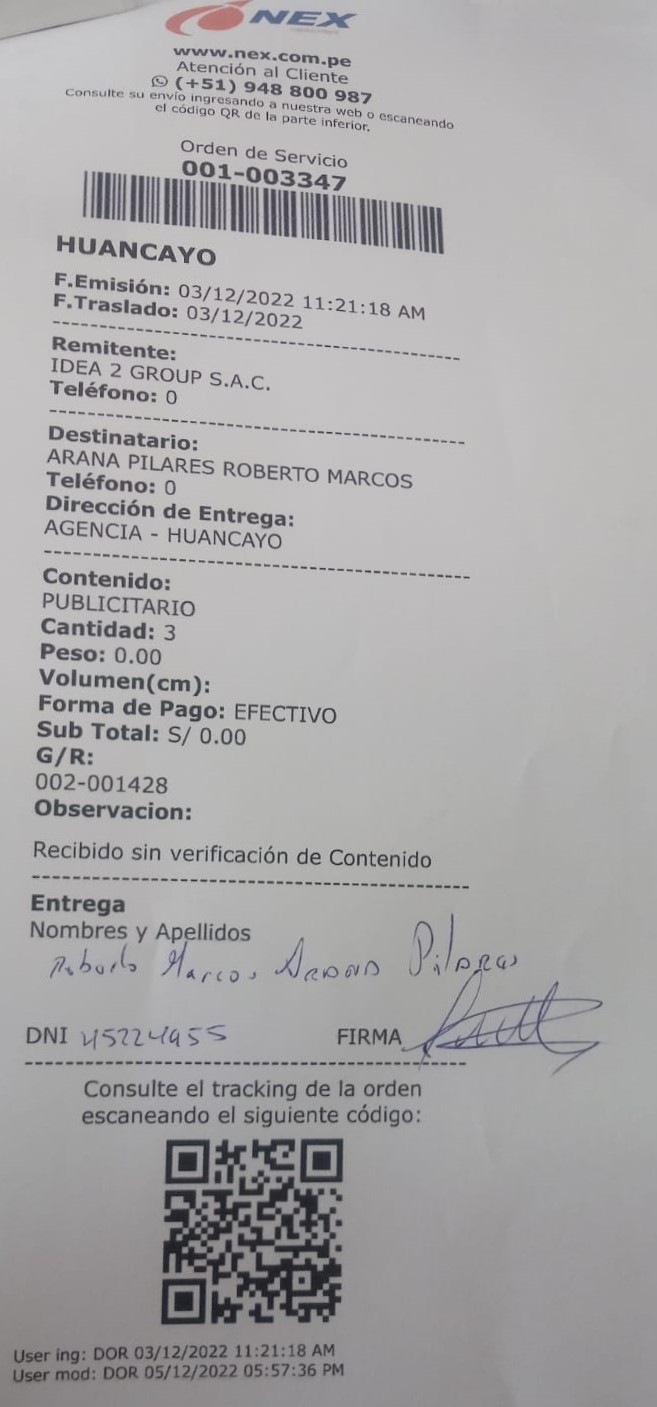 NEX
www.nex.com.pe
Atención al Cliente
(+51) 948 800 987
Consulte su envío ingresando a nuestra web o escaneando
el código QR de la parte inferior.
Orden de Servicio
001-003347
HUANCAYO
F.Emisión: 03/12/2022 11:21:18 AM
F.Traslado: 03/12/2022
Remitente:
IDEA 2 GROUP S.A.C.
Teléfono: 0
Destinatario:
ARANA PILARES ROBERTO MARCOS
Teléfono: 0
Dirección de Entrega:
AGENCIA - HUANCAYO
Contenido:
PUBLICITARIO
Cantidad: 3
Peso: 0.00
Volumen(cm):
Forma de Pago: EFECTIVO
Sub Total: S/ 0.00
G/R:
002-001428
Observacion:
Recibido sin verificación de Contenido
Entrega
Nombres y Apellidos
Roberto Marcos Arana Pilares
DNI 45224955 FIRMA
Consulte el tracking de la orden
escaneando el siguiente código:
User ing: DOR 03/12/2022 11:21:18 AM
User mod: DOR 05/12/2022 05:57:36 PM